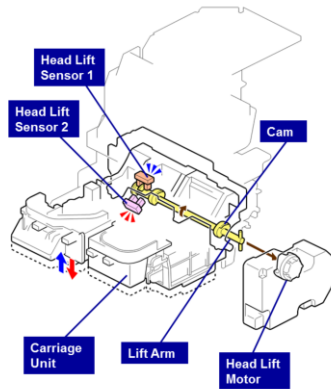 Head Lift
Sensor 1
Head Lift
Sensor 2
Cam
Carriage
Unit
Lift Arm
Head Lift
Motor